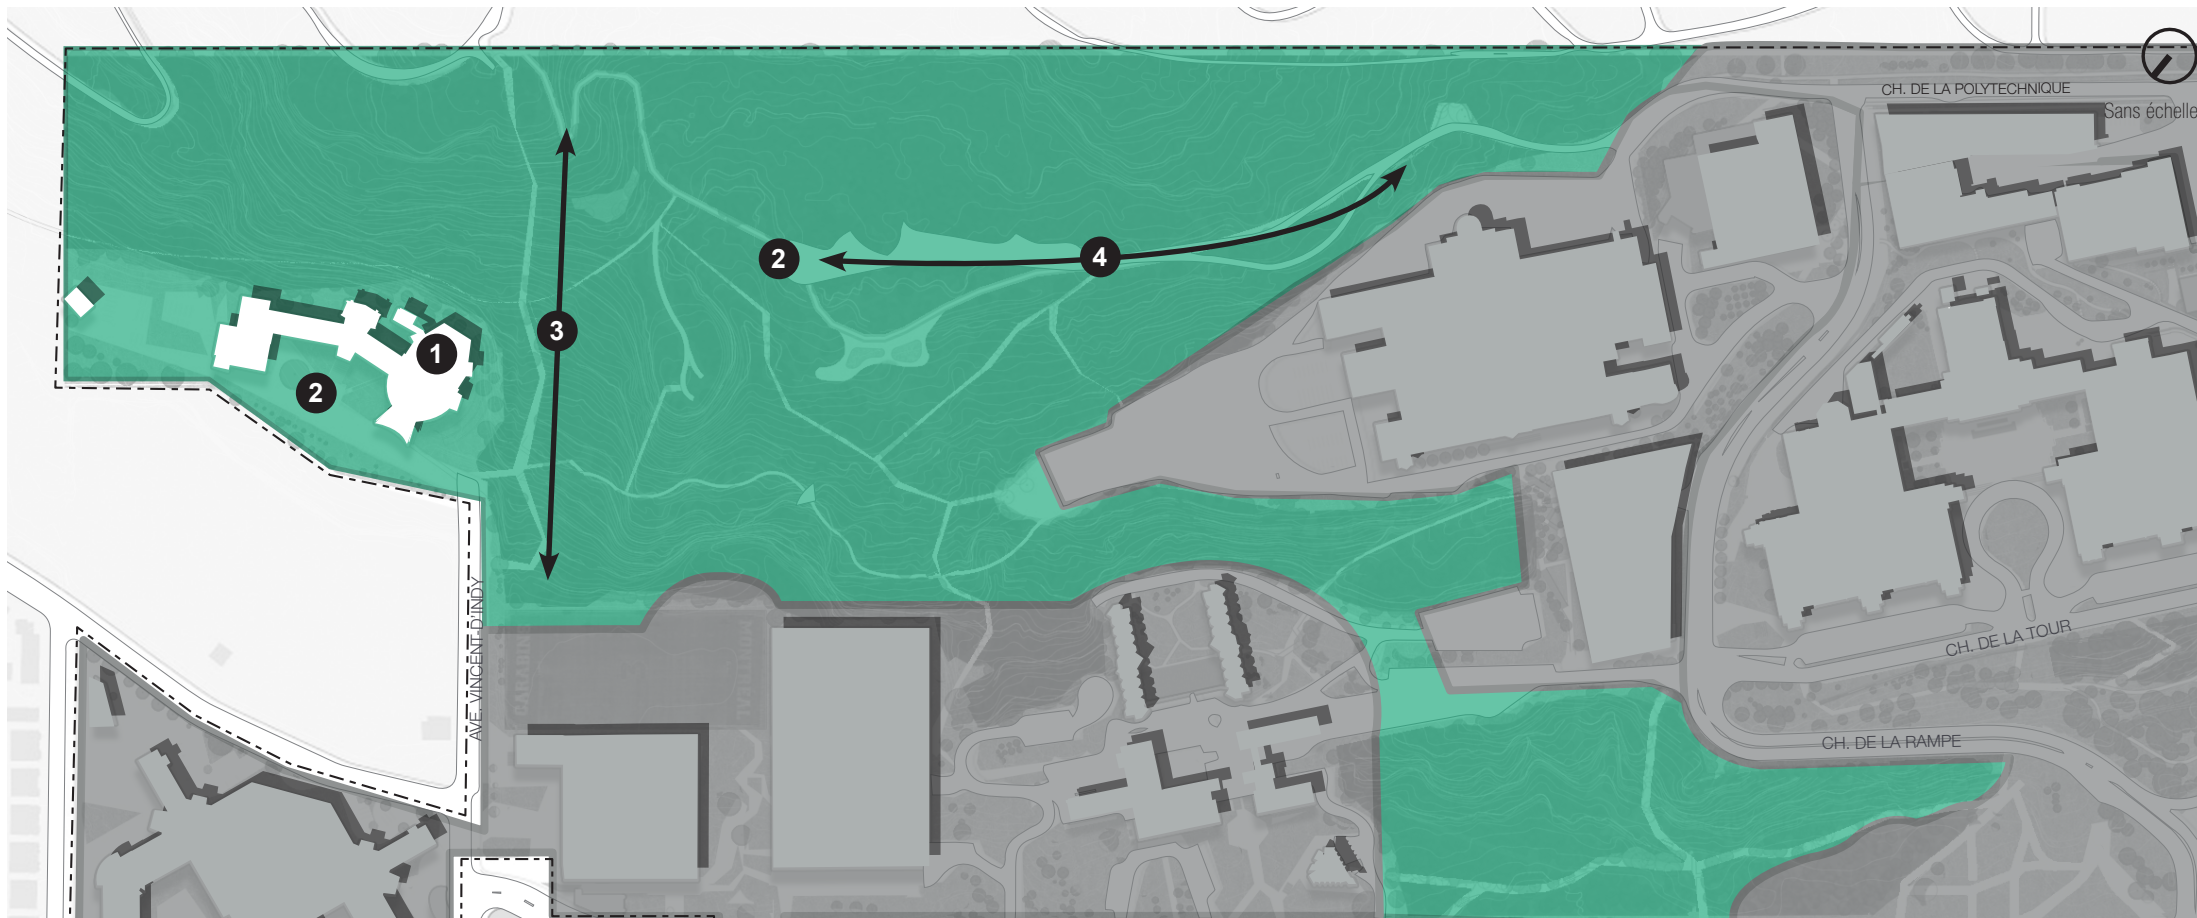 CH. DE LA POLYTECHNIQUE
Sans échelle
2
4
3
1
2
AVE. VINCENT-D'INDY
CH. DE LA TOUR
CARABINS
CH. DE LA RAMPE